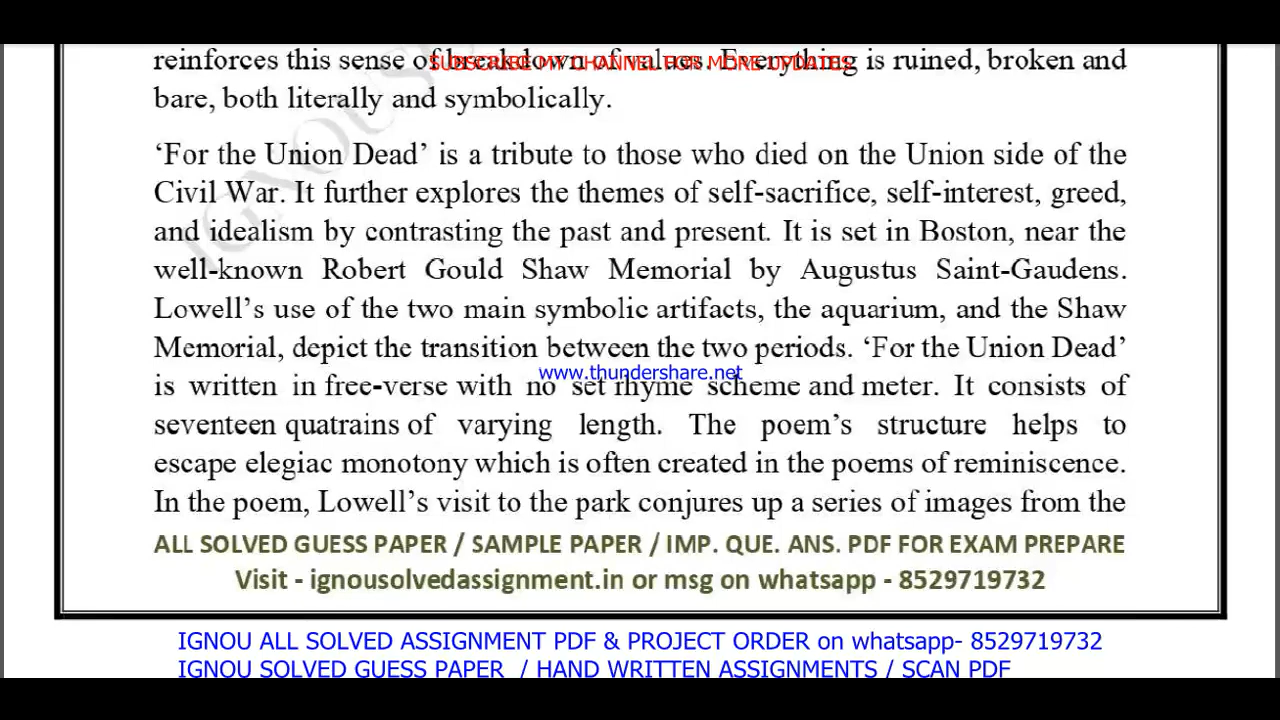 reinforces this sense of breakdown of values. Everything is ruined, broken and
SUBSCRIBE MY CHANNEL FOR MORE UPDATES
bare, both literally and symbolically.
‘For the Union Dead’ is a tribute to those who died on the Union side of the
Civil War. It further explores the themes of self-sacrifice, self-interest, greed,
and idealism by contrasting the past and present. It is set in Boston, near the
well-known Robert Gould Shaw Memorial by Augustus Saint-Gaudens.
Lowell’s use of the two main symbolic artifacts, the aquarium, and the Shaw
Memorial, depict the transition between the two periods. ‘For the Union Dead’
www.thundershare.net
is written in free-verse with no set rhyme scheme and meter. It consists of
seventeen quatrains of varying length. The poem’s structure helps to
escape elegiac monotony which is often created in the poems of reminiscence.
In the poem, Lowell’s visit to the park conjures up a series of images from the
ALL SOLVED GUESS PAPER / SAMPLE PAPER / IMP. QUE. ANS. PDF FOR EXAM PREPARE
Visit - ignousolvedassignment.in or msg on whatsapp - 8529719732
IGNOU ALL SOLVED ASSIGNMENT PDF & PROJECT ORDER on whatsapp- 8529719732
IGNOU SOLVED GUESS PAPER / HAND WRITTEN ASSIGNMENTS / SCAN PDF
IGNOUS